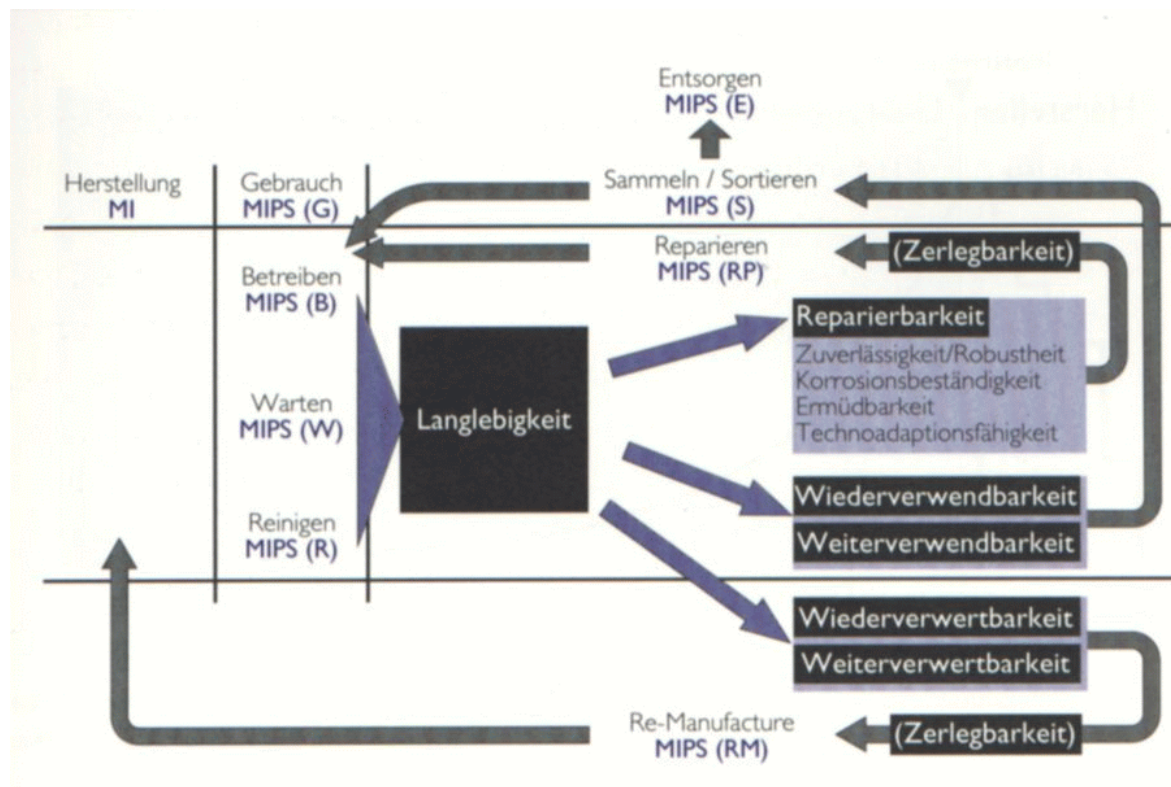 Entsorgen
MIPS (E)
Herstellung
MI
Gebrauch
MIPS (G)
Sammeln / Sortieren
MIPS (S)
Reparieren
MIPS (RP)
(Zerlegbarkeit)
Betreiben
MIPS (B)
Reparierbarkeit
Zuverlässigkeit/Robustheit
Korrosionsbeständigkeit
Ermüdbarkeit
Technoadaptionsfähigkeit
Warten
MIPS (W)
Langlebigkeit
Wiederverwendbarkeit
Weiterverwendbarkeit
Reinigen
MIPS (R)
Wiederverwertbarkeit
Weiterverwertbarkeit
Re-Manufacture
MIPS (RM)
(Zerlegbarkeit)